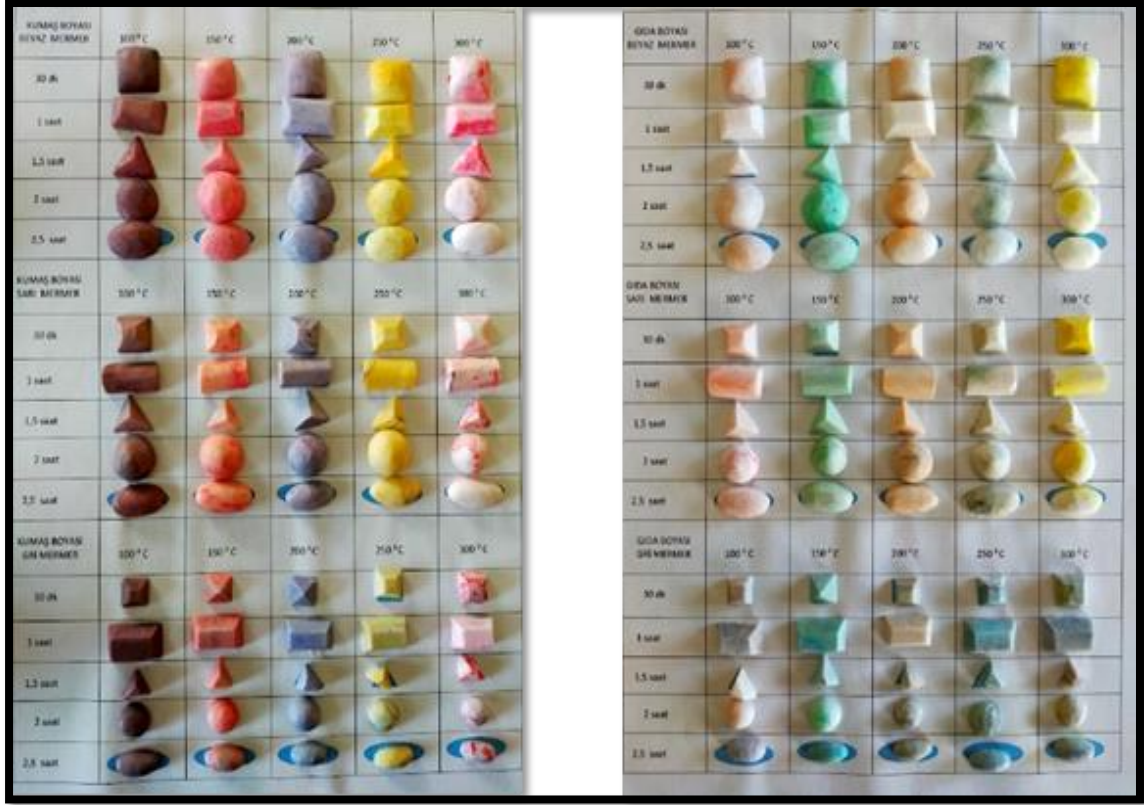 KUMAŞ BOYASI
BEYAZ MERMER
100°C 150°C 200°C 250°C 300°C
30 dk
1 saat
1,5 saat
2 saat
2,5 saat
KUMAŞ BOYASI
SARI MERMER
100°C 150°C 200°C 250°C 300°C
30 dk
1 saat
1,5 saat
2 saat
2,5 saat
KUMAŞ BOYASI
GRİ MERMER
100°C 150°C 200°C 250°C 300°C
30 dk
1 saat
1,5 saat
2 saat
2,5 saat
GIDA BOYASI
BEYAZ MERMER
100°C 150°C 200°C 250°C 300°C
30 dk
1 saat
1,5 saat
2 saat
2,5 saat
GIDA BOYASI
SARI MERMER
100°C 150°C 200°C 250°C 300°C
30 dk
1 saat
1,5 saat
2 saat
2,5 saat
GIDA BOYASI
GRİ MERMER
100°C 150°C 200°C 250°C 300°C
30 dk
1 saat
1,5 saat
2 saat
2,5 saat